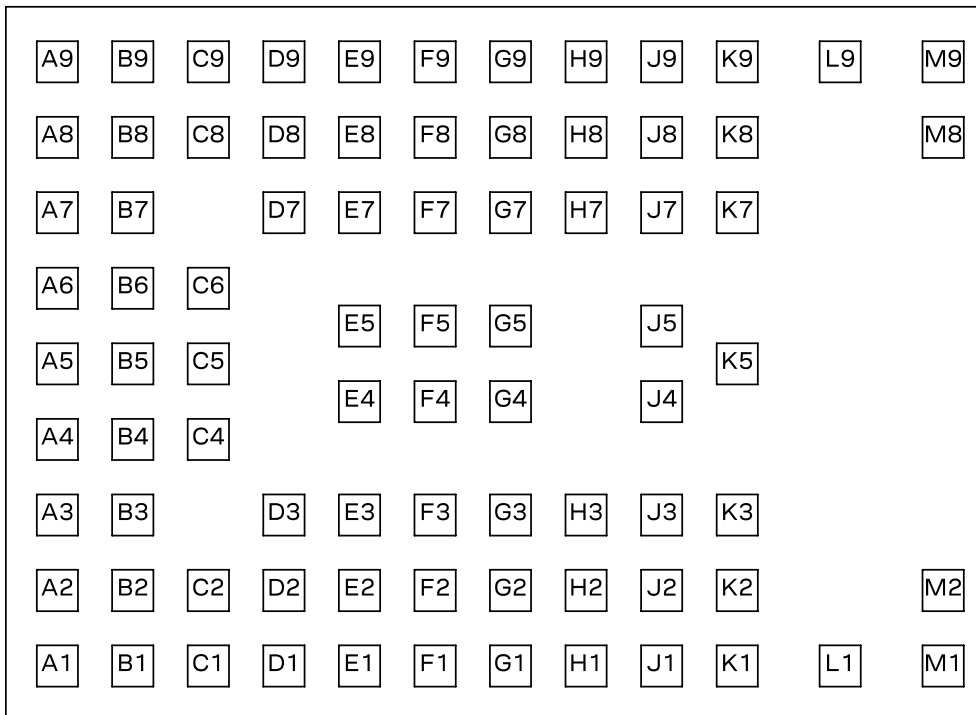 A9 B9 C9 D9 E9 F9 G9 H9 J9 K9 L9 M9
A8 B8 C8 D8 E8 F8 G8 H8 J8 K8 M8
A7 B7 D7 E7 F7 G7 H7 J7 K7
A6 B6 C6
E5 F5 G5 J5
A5 B5 C5 K5
E4 F4 G4 J4
A4 B4 C4
A3 B3 D3 E3 F3 G3 H3 J3 K3
A2 B2 C2 D2 E2 F2 G2 H2 J2 K2 M2
A1 B1 C1 D1 E1 F1 G1 H1 J1 K1 L1 M1